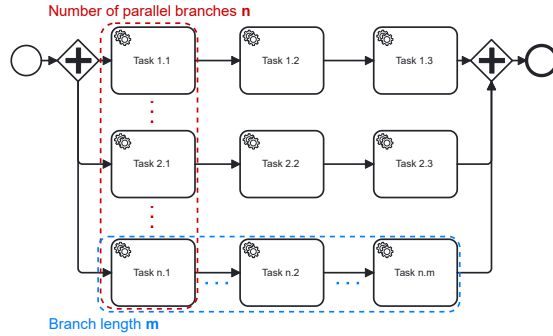 Number of parallel branches n
Task 1.1
Task 1.2
Task 1.3
Task 2.1
Task 2.2
Task 2.3
Task n.1
Task n.2
Task n.m
Branch length m